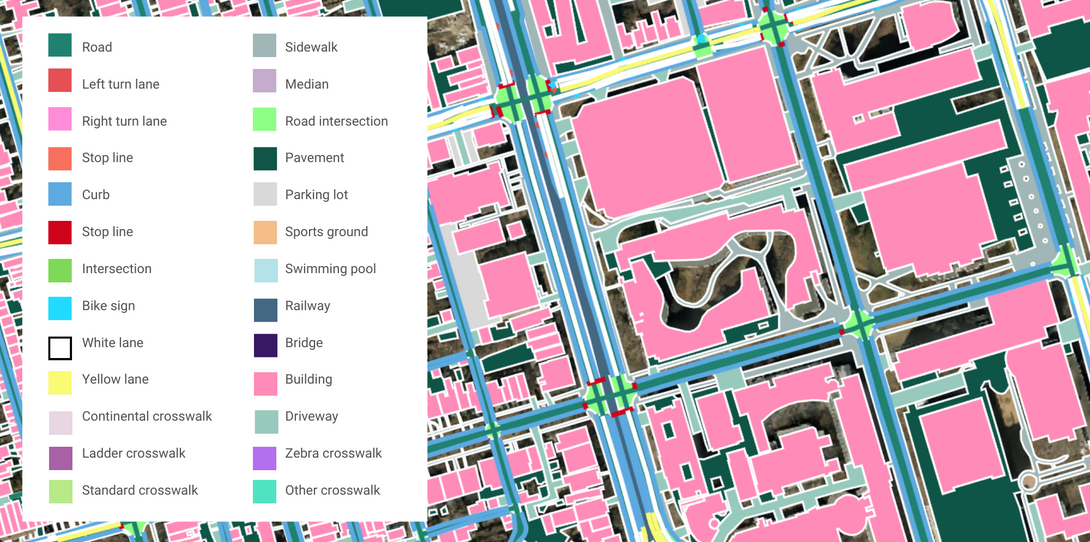 Road
Left turn lane
Right turn lane
Stop line
Curb
Stop line
Intersection
Bike sign
White lane
Yellow lane
Continental crosswalk
Ladder crosswalk
Standard crosswalk
Sidewalk
Median
Road intersection
Pavement
Parking lot
Sports ground
Swimming pool
Railway
Bridge
Building
Driveway
Zebra crosswalk
Other crosswalk